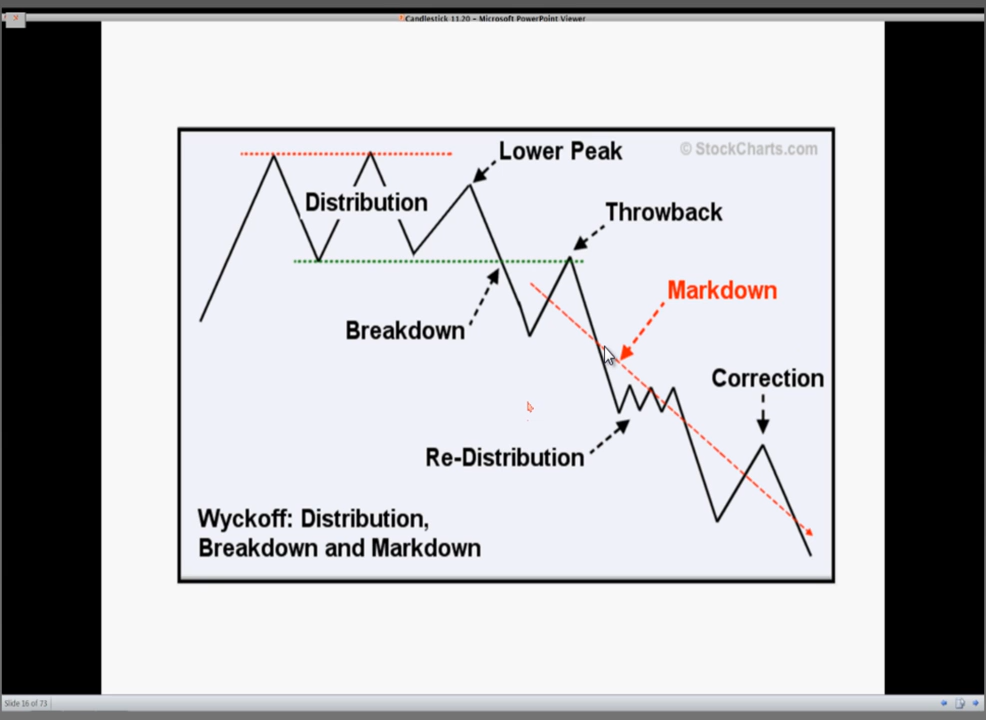 Candlestick 11.20 - Microsoft PowerPoint Viewer
Lower Peak
© StockCharts.com
Distribution
Throwback
Markdown
Breakdown
Correction
Re-Distribution
Wyckoff: Distribution,
Breakdown and Markdown
Slide 16 of 73